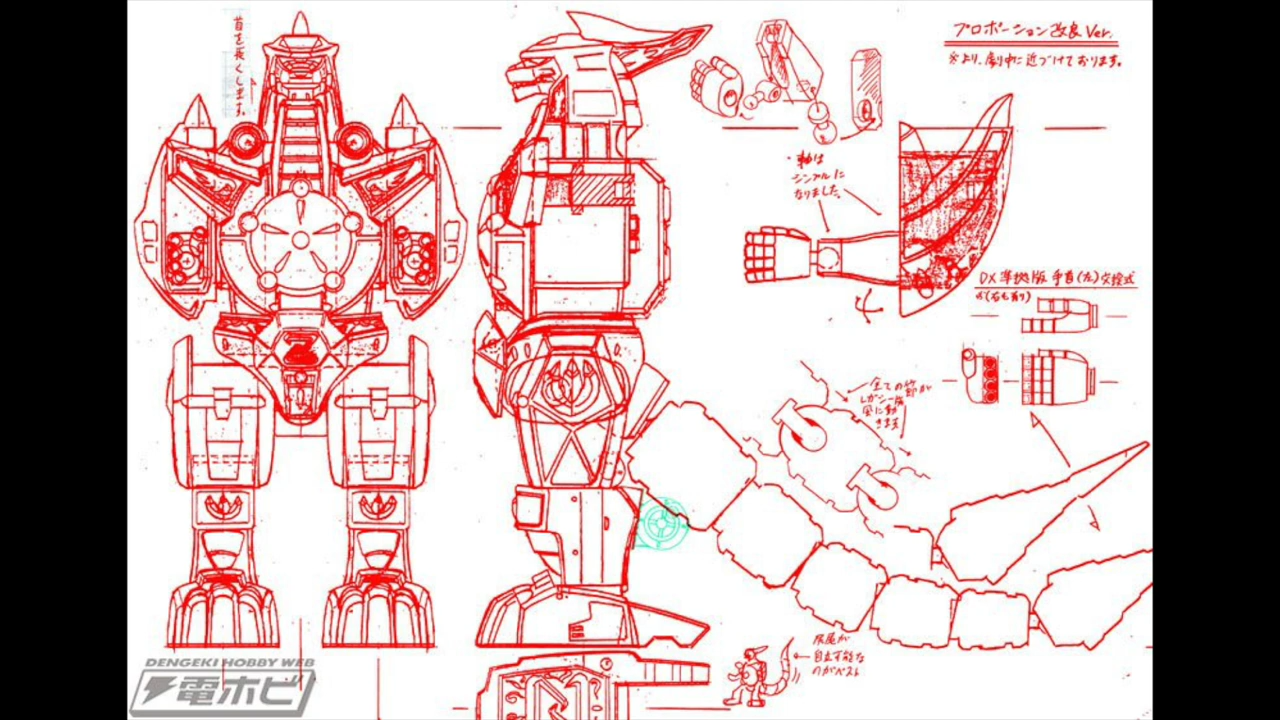 首を長くします。
プロポーション改良Ver.
※より、劇中に近づけております。
・軸は
シンプルに
なりました。
DX準拠版 手首(左)交換式
(右も有り)
全ての節が
レガシー版
風に動
きます
尻尾が
自立可能な
のがベスト
DENGEKI HOBBY WEB
電ホビ